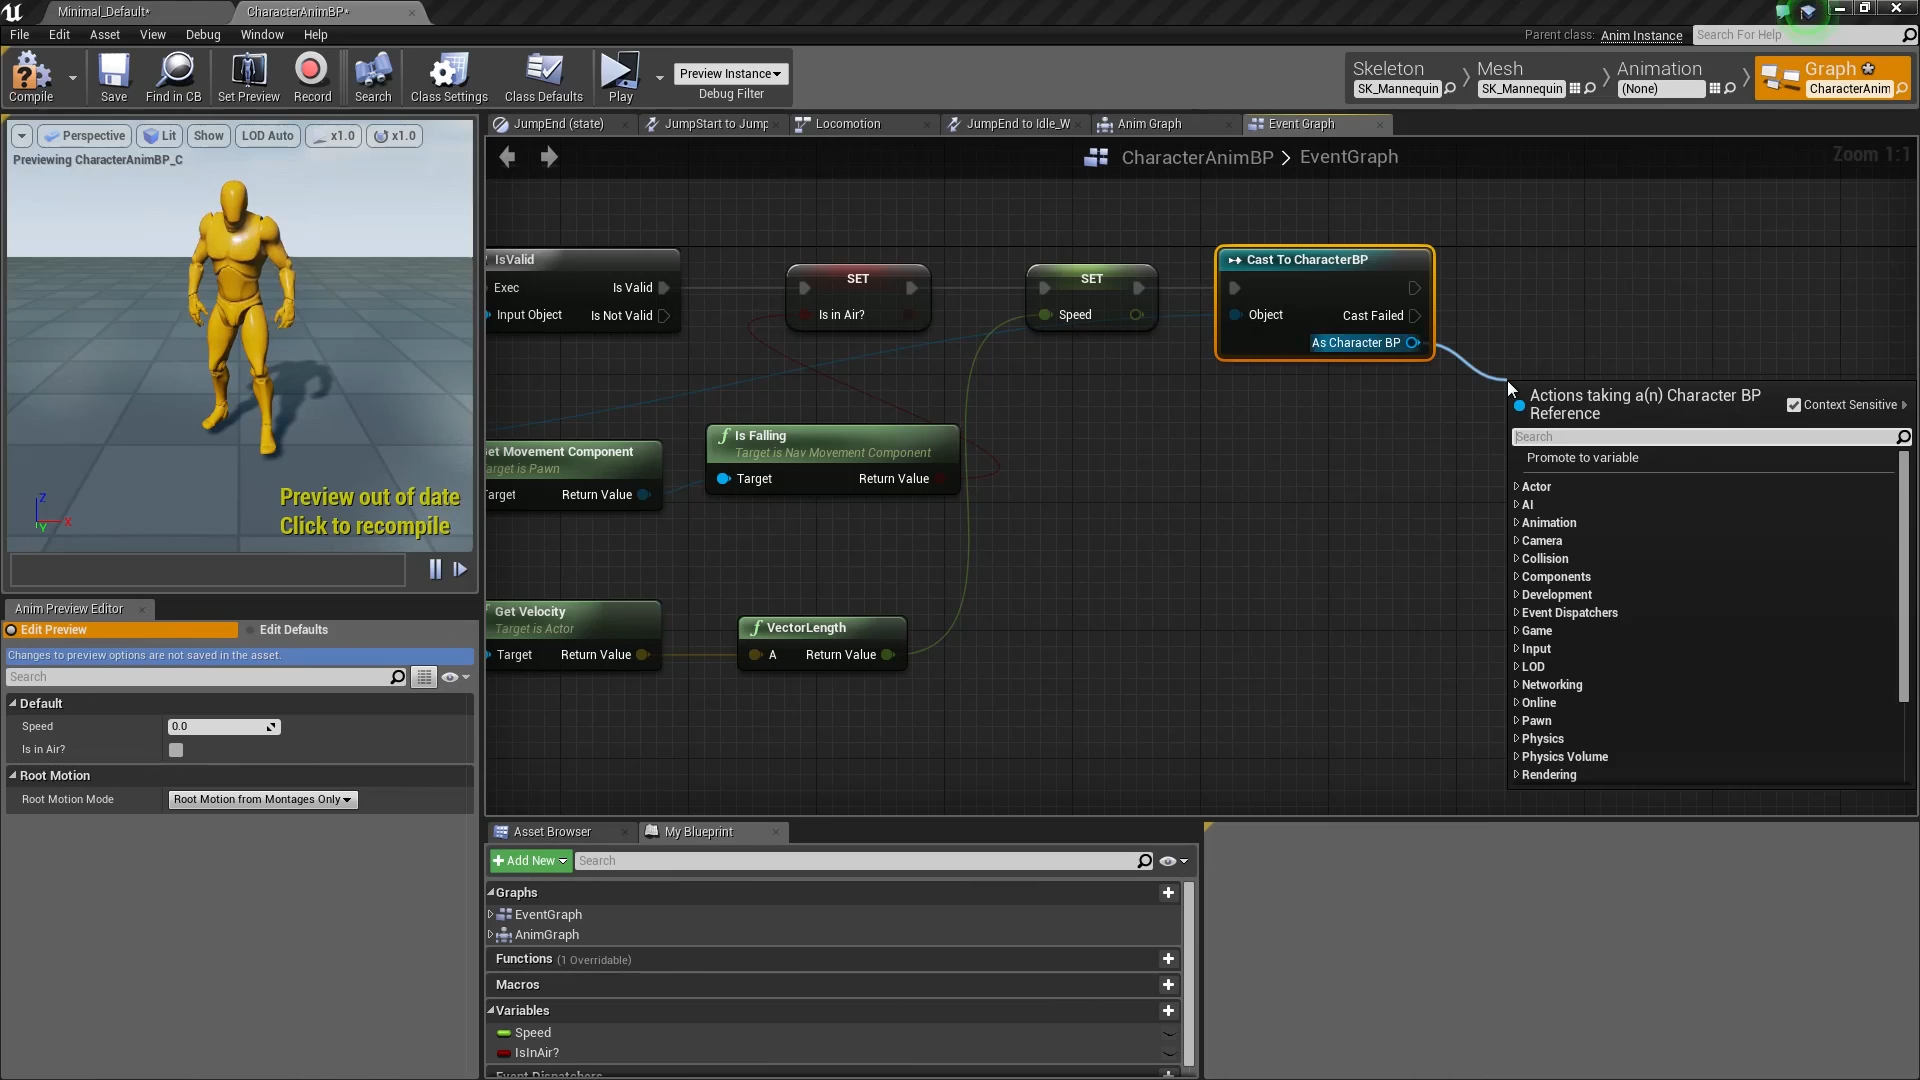 Minimal_Default*
CharacterAnimBP*
File Edit Asset View Debug Window Help
Parent class: Anim Instance
Search For Help
Compile
Save
Find in CB
Set Preview
Record
Search
Class Settings
Class Defaults
Play
Preview Instance
Debug Filter
Skeleton
SK_Mannequin
Mesh
SK_Mannequin
Animation
(None)
Graph
CharacterAnim
Perspective Lit Show LOD Auto x1.0 x1.0
Previewing CharacterAnimBP_C
Preview out of date
Click to recompile
Z
X
Y
JumpEnd (state)
JumpStart to Jump
Locomotion
JumpEnd to Idle_W
Anim Graph
Event Graph
CharacterAnimBP > EventGraph
Zoom 1:1
IsValid
Exec Is Valid
Input Object Is Not Valid
SET
Is in Air?
SET
Speed
Cast To CharacterBP
Object Cast Failed
As Character BP
et Movement Component
arget is Pawn
arget Return Value
Is Falling
Target is Nav Movement Component
Target Return Value
Get Velocity
Target is Actor
Target Return Value
VectorLength
A Return Value
Actions taking a(n) Character BP
Reference
Context Sensitive
Search
Promote to variable
Actor
AI
Animation
Camera
Collision
Components
Development
Event Dispatchers
Game
Input
LOD
Networking
Online
Pawn
Physics
Physics Volume
Rendering
Anim Preview Editor
Edit Preview Edit Defaults
Changes to preview options are not saved in the asset.
Search
Default
Speed 0.0
Is in Air?
Root Motion
Root Motion Mode Root Motion from Montages Only
Asset Browser
My Blueprint
Add New Search
Graphs
EventGraph
AnimGraph
Functions (1 Overridable)
Macros
Variables
Speed
IsInAir?
Event Dispatchers